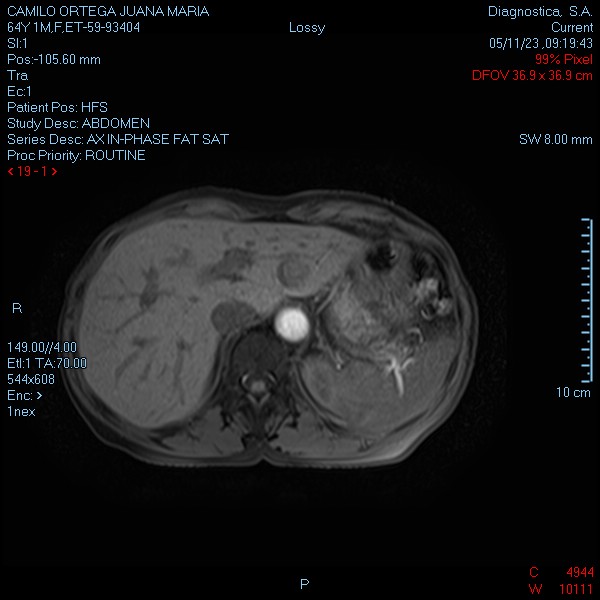 CAMILO ORTEGA JUANA MARIA
64Y 1M,F,ET-59-93404
Sl:1
Pos:-105.60 mm
Tra
Ec:1
Patient Pos: HFS
Study Desc: ABDOMEN
Series Desc: AX IN-PHASE FAT SAT
Proc Priority: ROUTINE
< 19 - 1 >
Lossy
Diagnostica, S.A.
Current
05/11/23 ,09:19:43
99% Pixel
DFOV 36.9 x 36.9 cm
SW 8.00 mm
R
149.00//4.00
Etl:1 TA:70.00
544x608
Enc: >
1nex
10 cm
P
C 4944
W 10111